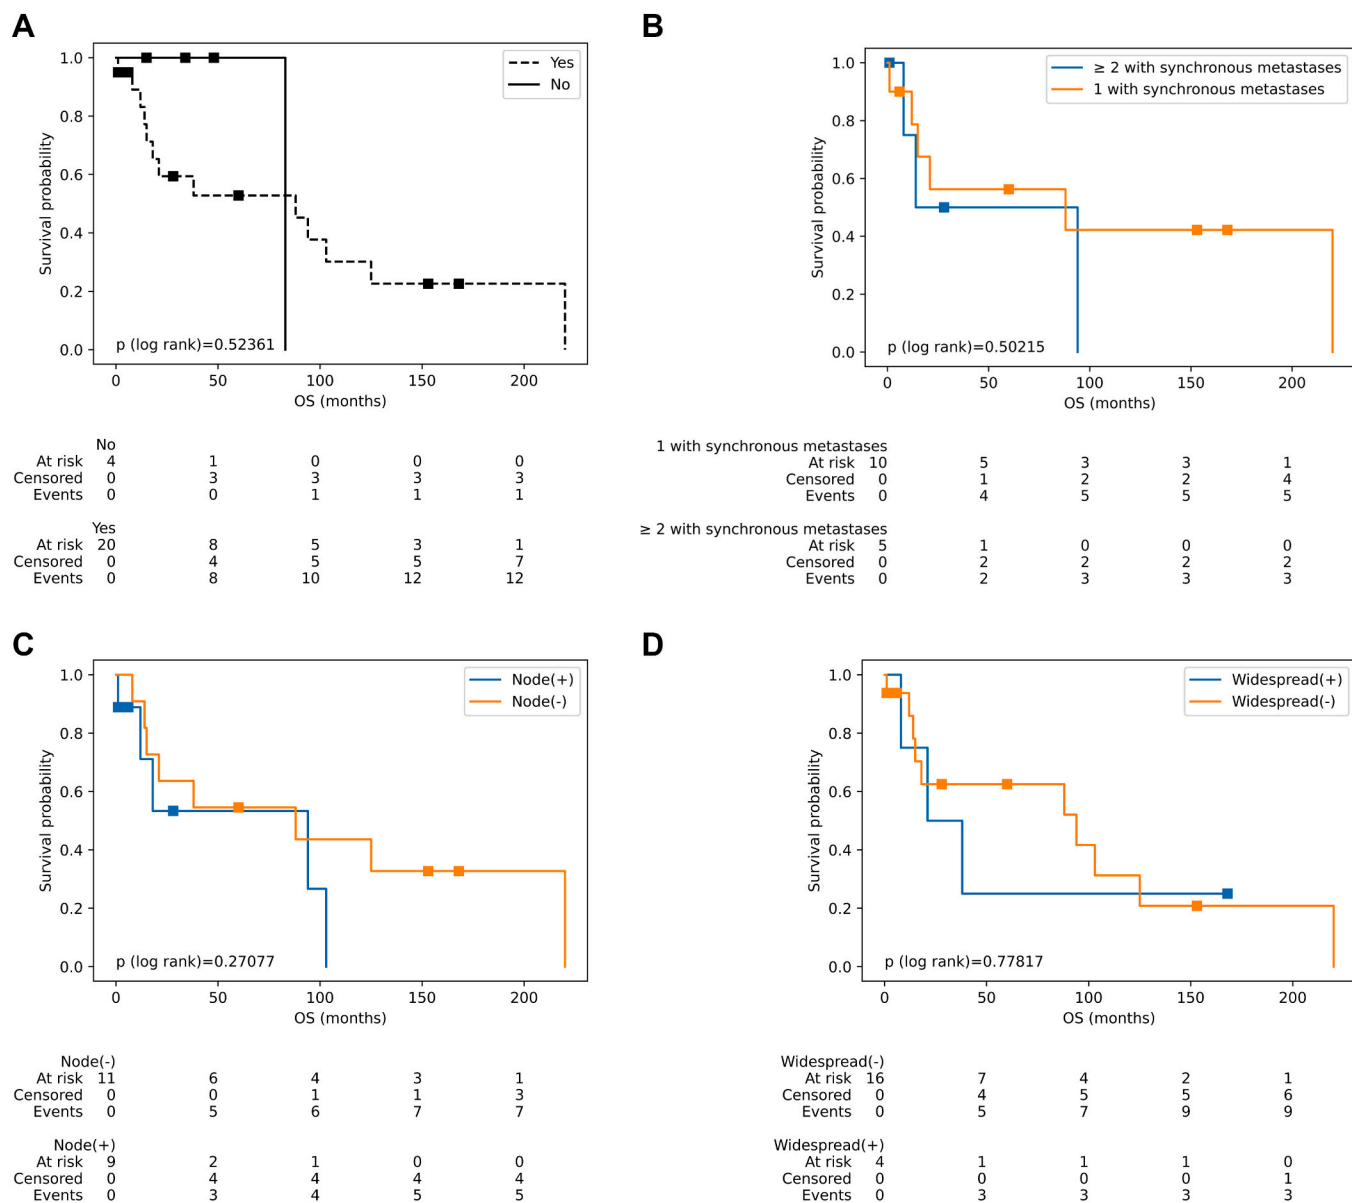 A
1.0
0.8
0.6
0.4
0.2
0.0
Survival probability
Yes
No
p (log rank)=0.52361
0 50 100 150 200
OS (months)
No
At risk 4 1 0 0 0
Censored 0 3 3 3 3
Events 0 0 1 1 1
Yes
At risk 20 8 5 3 1
Censored 0 4 5 5 7
Events 0 8 10 12 12
B
1.0
0.8
0.6
0.4
0.2
0.0
Survival probability
≥ 2 with synchronous metastases
1 with synchronous metastases
p (log rank)=0.50215
0 50 100 150 200
OS (months)
1 with synchronous metastases
At risk 10 5 3 3 1
Censored 0 1 2 2 4
Events 0 4 5 5 5
≥ 2 with synchronous metastases
At risk 5 1 0 0 0
Censored 0 2 2 2 2
Events 0 2 3 3 3
C
1.0
0.8
0.6
0.4
0.2
0.0
Survival probability
Node(+)
Node(-)
p (log rank)=0.27077
0 50 100 150 200
OS (months)
Node(-)
At risk 11 6 4 3 1
Censored 0 0 1 1 3
Events 0 5 6 7 7
Node(+)
At risk 9 2 1 0 0
Censored 0 4 4 4 4
Events 0 3 4 5 5
D
1.0
0.8
0.6
0.4
0.2
0.0
Survival probability
Widespread(+)
Widespread(-)
p (log rank)=0.77817
0 50 100 150 200
OS (months)
Widespread(-)
At risk 16 7 4 2 1
Censored 0 4 5 5 6
Events 0 5 7 9 9
Widespread(+)
At risk 4 1 1 1 0
Censored 0 0 0 0 1
Events 0 3 3 3 3